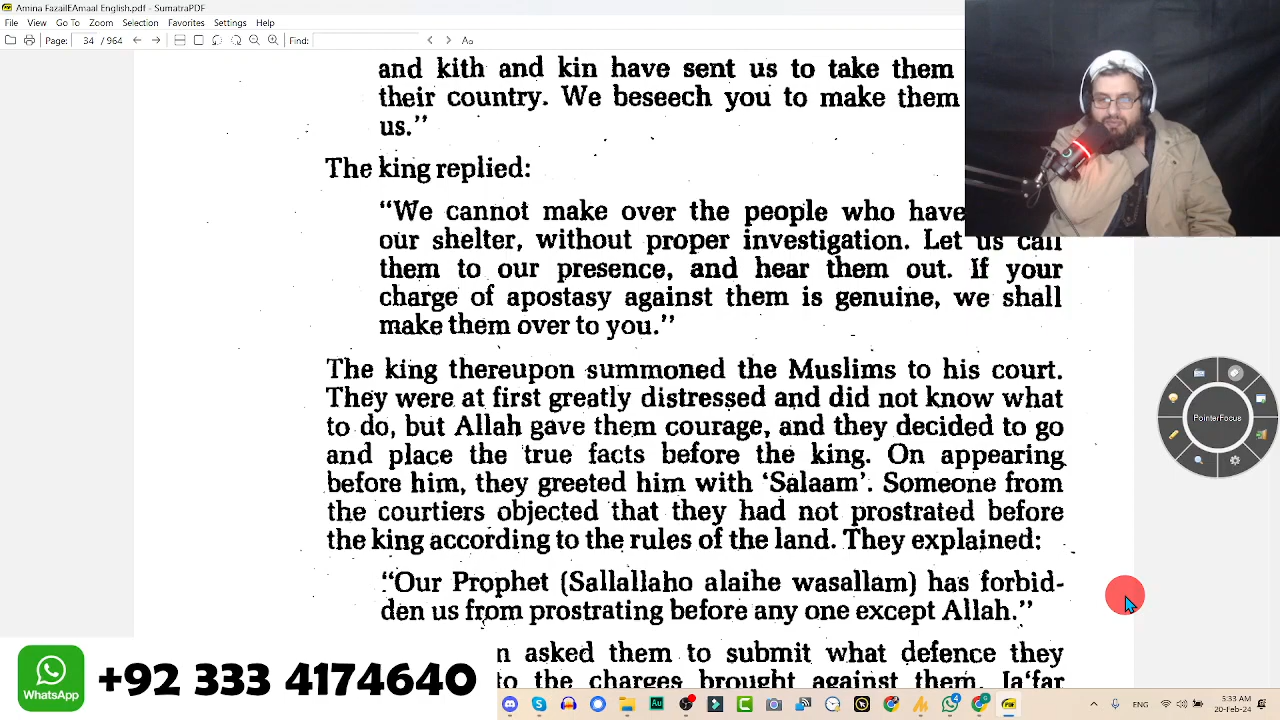 Amina FazailEAmaal English.pdf - SumatraPDF
File View Go To Zoom Selection Favorites Settings Help
Page: 34 / 964 Find: Aa
and kith and kin have sent us to take them
their country. We beseech you to make them
us.”
The king replied:
“We cannot make over the people who have
our shelter, without proper investigation. Let us call
them to our presence, and hear them out. If your
charge of apostasy against them is genuine, we shall
make them over to you.”
The king thereupon summoned the Muslims to his court.
They were at first greatly distressed and did not know what
to do, but Allah gave them courage, and they decided to go
and place the true facts before the king. On appearing
before him, they greeted him with ‘Salaam’. Someone from
the courtiers objected that they had not prostrated before
the king according to the rules of the land. They explained:
“Our Prophet (Sallallaho alaihe wasallam) has forbid-
den us from prostrating before any one except Allah.”
n asked them to submit what defence they
to the charges brought against them. Ja‘far
PointerFocus
WhatsApp
+92 333 4174640
ENG
5:33 AM
20-Feb-24